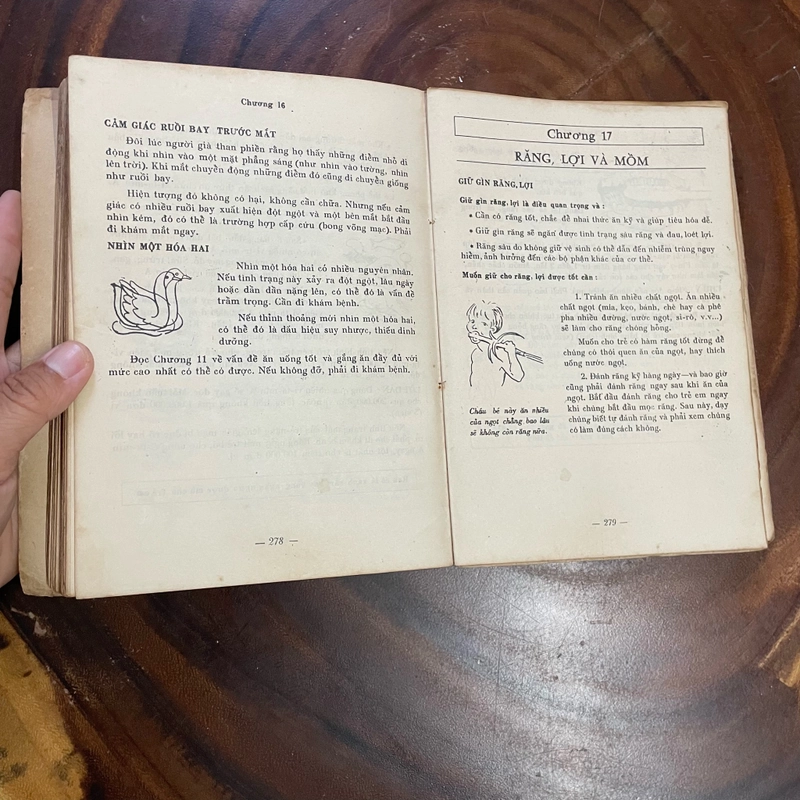 Chương 16
CẢM GIÁC RUỒI BAY TRƯỚC MẮT
Đôi lúc người già than phiền rằng họ thấy những điểm nhỏ di
động khi nhìn vào một mặt phẳng sáng (như nhìn vào tường, nhìn
lên trời). Khi mắt chuyển động những điểm đó cũng di chuyển giống
như ruồi bay.
Hiện tượng đó không có hại, không cần chữa. Nhưng nếu cảm
giác có nhiều ruồi bay xuất hiện đột ngột và một bên mắt bắt đầu
nhìn kém, đó có thể là trường hợp cấp cứu (bong võng mạc). Phải
đi khám mắt ngay.
NHÌN MỘT HÓA HAI
Nhìn một hóa hai có nhiều nguyên nhân.
Nếu tình trạng này xảy ra đột ngột, lâu ngày
hoặc dần dần nặng lên, có thể đó là vấn đề
trầm trọng. Cần đi khám bệnh.
Nếu thỉnh thoảng mới nhìn một hóa hai,
có thể đó là dấu hiệu suy nhược, thiếu dinh
dưỡng.
Đọc Chương 11 về vấn đề ăn uống tốt và gắng ăn đầy đủ với
mức cao nhất có thể có được. Nếu không đỡ, phải đi khám bệnh.
— 278 —
Chương 17
RĂNG, LỢI VÀ MỒM
GIỮ GÌN RĂNG, LỢI
Giữ gìn răng, lợi là điều quan trọng và :
• Cần có răng tốt, chắc để nhai thức ăn kỹ và giúp tiêu hóa dễ.
• Giữ gìn răng sẽ ngăn được tình trạng sâu răng và đau, loét lợi.
• Răng sâu do không giữ vệ sinh có thể dẫn đến nhiễm trùng nguy
hiểm, ảnh hưởng đến các bộ phận khác của cơ thể.
Muốn giữ cho răng, lợi được tốt cần :
1. Tránh ăn nhiều chất ngọt. Ăn nhiều
chất ngọt (mía, kẹo, bánh, chè hay cà phê
pha nhiều đường, nước ngọt, si-rô, v.v...)
sẽ làm cho răng chóng hỏng.
Muốn cho trẻ có hàm răng tốt đừng để
chúng có thói quen ăn của ngọt, hay thích
uống nước ngọt.
2. Đánh răng kỹ hàng ngày—và bao giờ
cũng phải đánh răng ngay sau khi ăn của
ngọt. Bắt đầu đánh răng cho trẻ em ngay
khi chúng bắt đầu mọc răng. Sau này, dạy
chúng biết tự đánh răng và phải xem chúng
có làm đúng cách không.
Cháu bé này ăn nhiều
của ngọt chẳng bao lâu
sẽ không còn răng nữa.
— 279 —